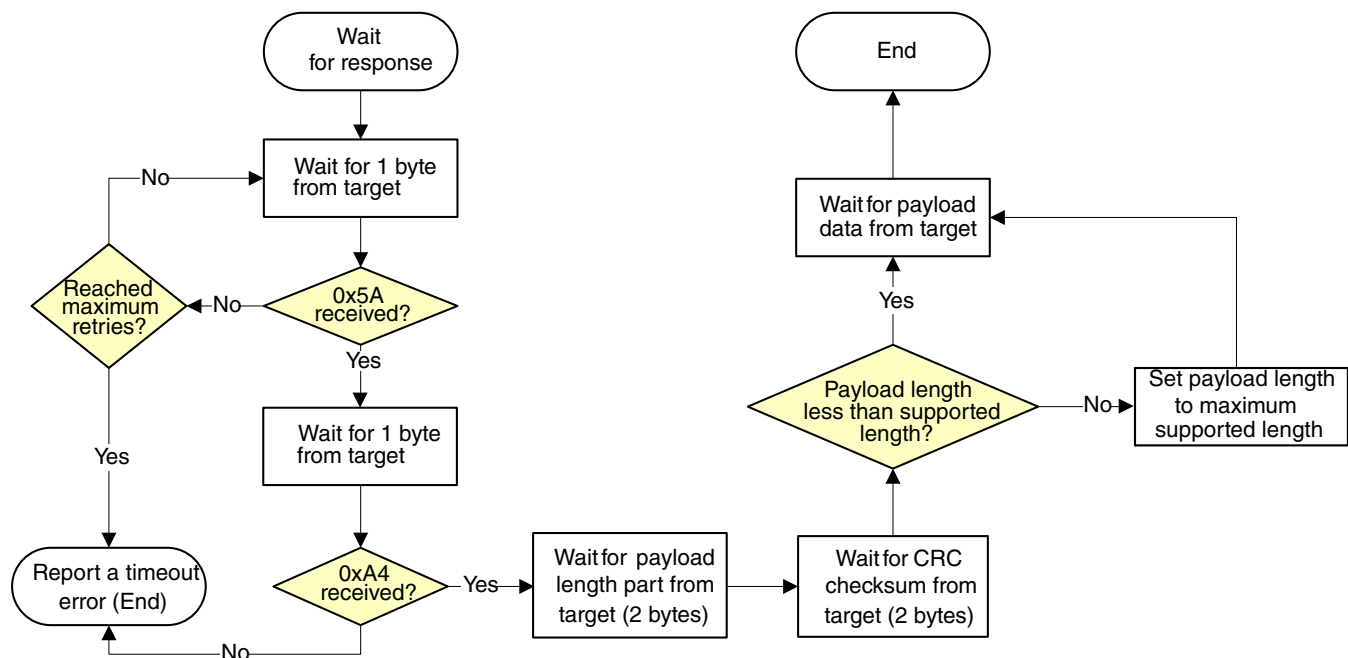 Wait
for response
Wait for 1 byte
from target
No
Reached
maximum
retries?
No
0x5A
received?
Yes
Yes
Wait for 1 byte
from target
Report a timeout
error (End)
0xA4
received?
No
Yes
Wait for payload
length part from
target (2 bytes)
Wait for CRC
checksum from
target (2 bytes)
Payload length
less than supported
length?
No
Set payload length
to maximum
supported length
Yes
Wait for payload
data from target
End